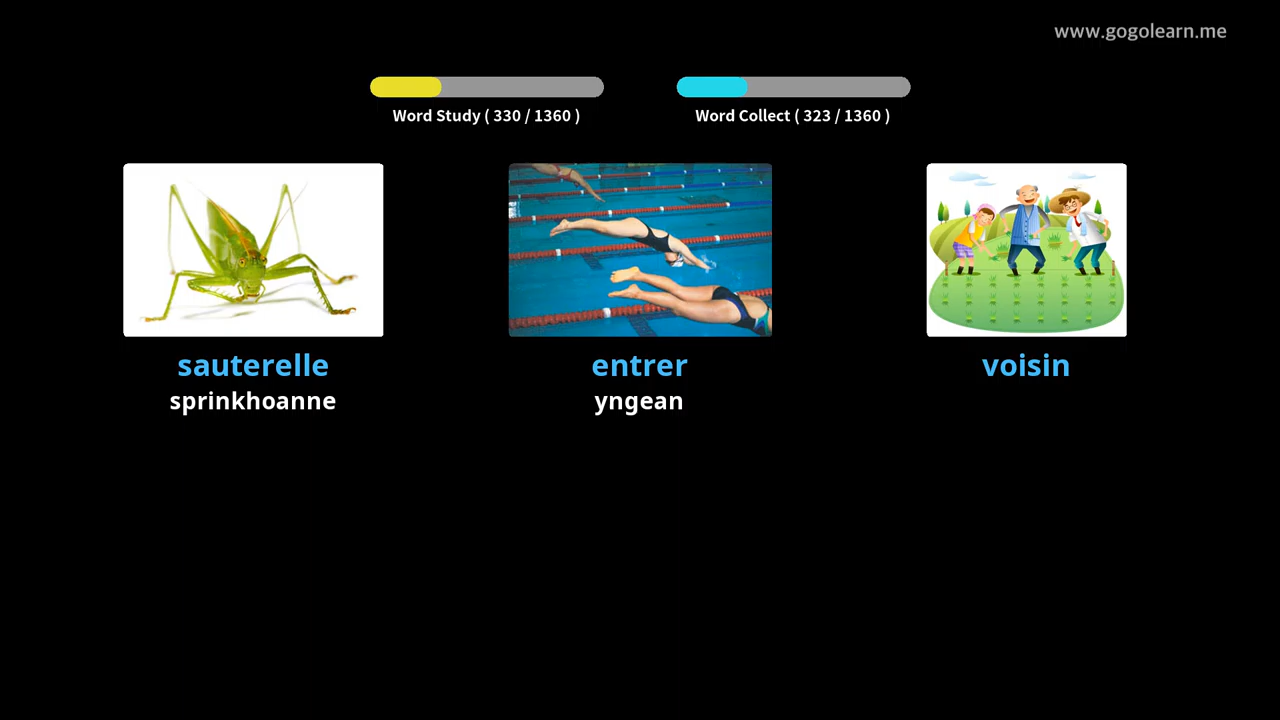 www.gogolearn.me
Word Study ( 330 / 1360 )
Word Collect ( 323 / 1360 )
sauterelle
sprinkhoanne
entrer
yngean
voisin